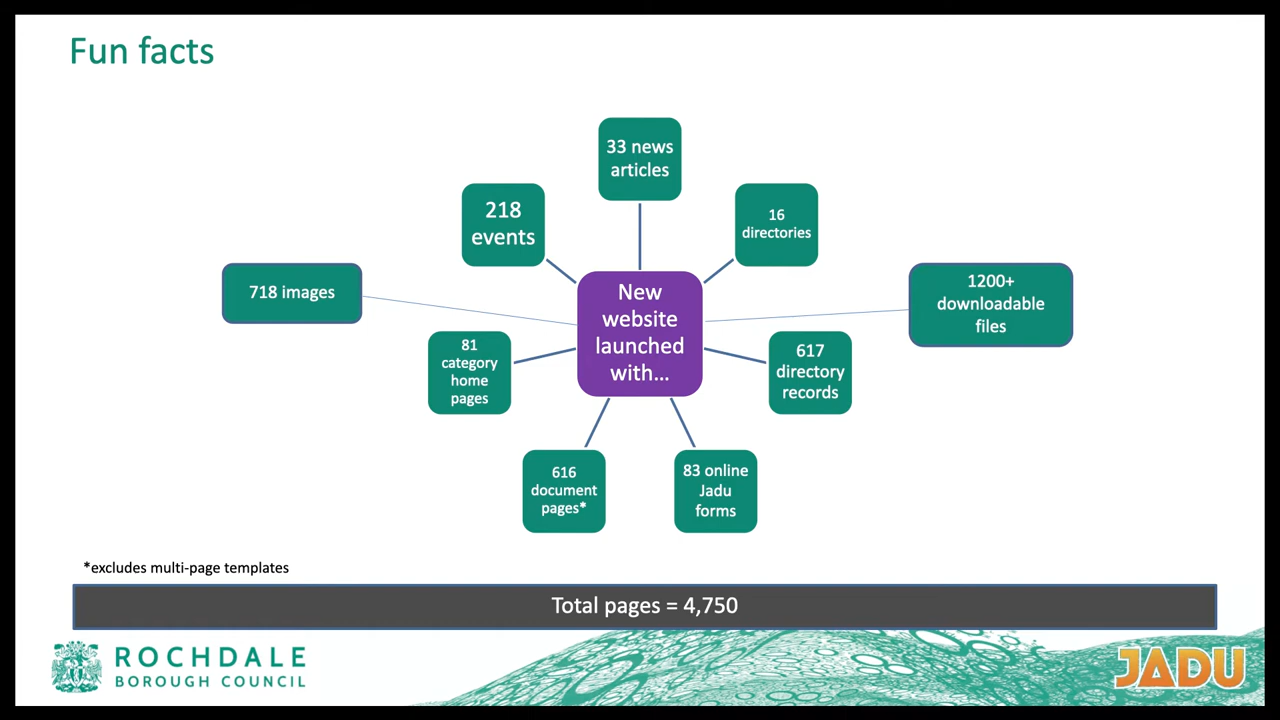 Fun facts
33 news
articles
218
events
16
directories
718 images
New
website
launched
with...
1200+
downloadable
files
81
category
home
pages
617
directory
records
616
document
pages*
83 online
Jadu
forms
*excludes multi-page templates
Total pages = 4,750
ROCHDALE
BOROUGH COUNCIL
JADU